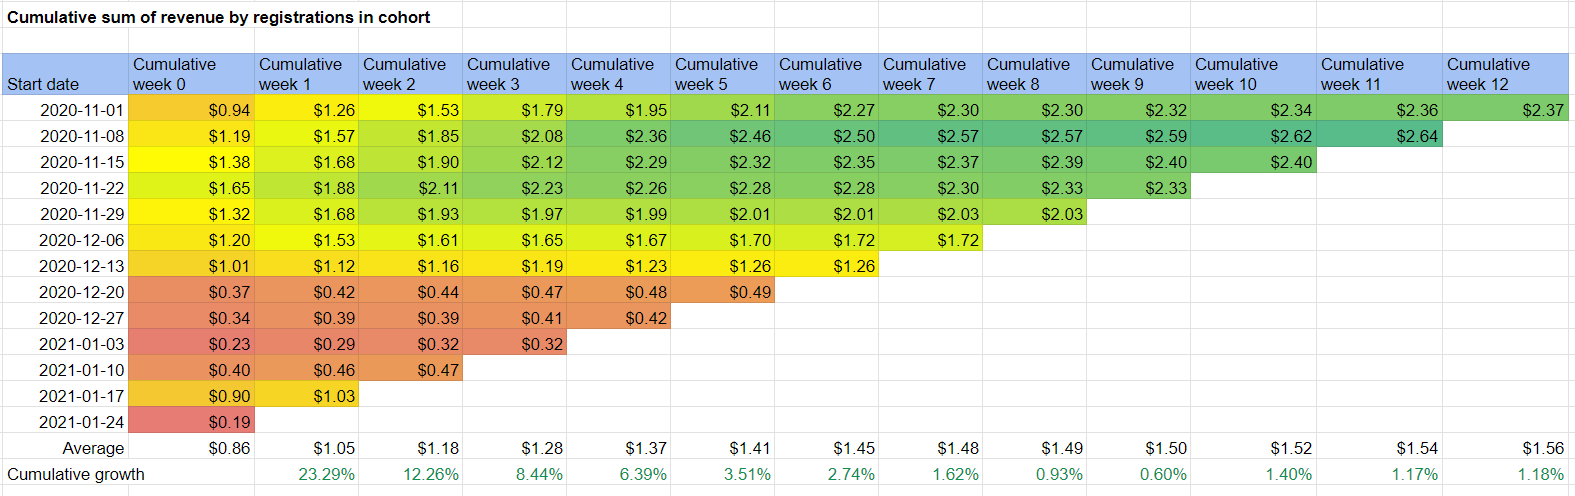 Cumulative sum of revenue by registrations in cohort
Start date Cumulative week 0 Cumulative week 1 Cumulative week 2 Cumulative week 3 Cumulative week 4 Cumulative week 5 Cumulative week 6 Cumulative week 7 Cumulative week 8 Cumulative week 9 Cumulative week 10 Cumulative week 11 Cumulative week 12
2020-11-01 $0.94 $1.26 $1.53 $1.79 $1.95 $2.11 $2.27 $2.30 $2.30 $2.32 $2.34 $2.36 $2.37
2020-11-08 $1.19 $1.57 $1.85 $2.08 $2.36 $2.46 $2.50 $2.57 $2.57 $2.59 $2.62 $2.64
2020-11-15 $1.38 $1.68 $1.90 $2.12 $2.29 $2.32 $2.35 $2.37 $2.39 $2.40 $2.40
2020-11-22 $1.65 $1.88 $2.11 $2.23 $2.26 $2.28 $2.28 $2.30 $2.33 $2.33
2020-11-29 $1.32 $1.68 $1.93 $1.97 $1.99 $2.01 $2.01 $2.03 $2.03
2020-12-06 $1.20 $1.53 $1.61 $1.65 $1.67 $1.70 $1.72 $1.72
2020-12-13 $1.01 $1.12 $1.16 $1.19 $1.23 $1.26 $1.26
2020-12-20 $0.37 $0.42 $0.44 $0.47 $0.48 $0.49
2020-12-27 $0.34 $0.39 $0.39 $0.41 $0.42
2021-01-03 $0.23 $0.29 $0.32 $0.32
2021-01-10 $0.40 $0.46 $0.47
2021-01-17 $0.90 $1.03
2021-01-24 $0.19
Average $0.86 $1.05 $1.18 $1.28 $1.37 $1.41 $1.45 $1.48 $1.49 $1.50 $1.52 $1.54 $1.56
Cumulative growth 23.29% 12.26% 8.44% 6.39% 3.51% 2.74% 1.62% 0.93% 0.60% 1.40% 1.17% 1.18%